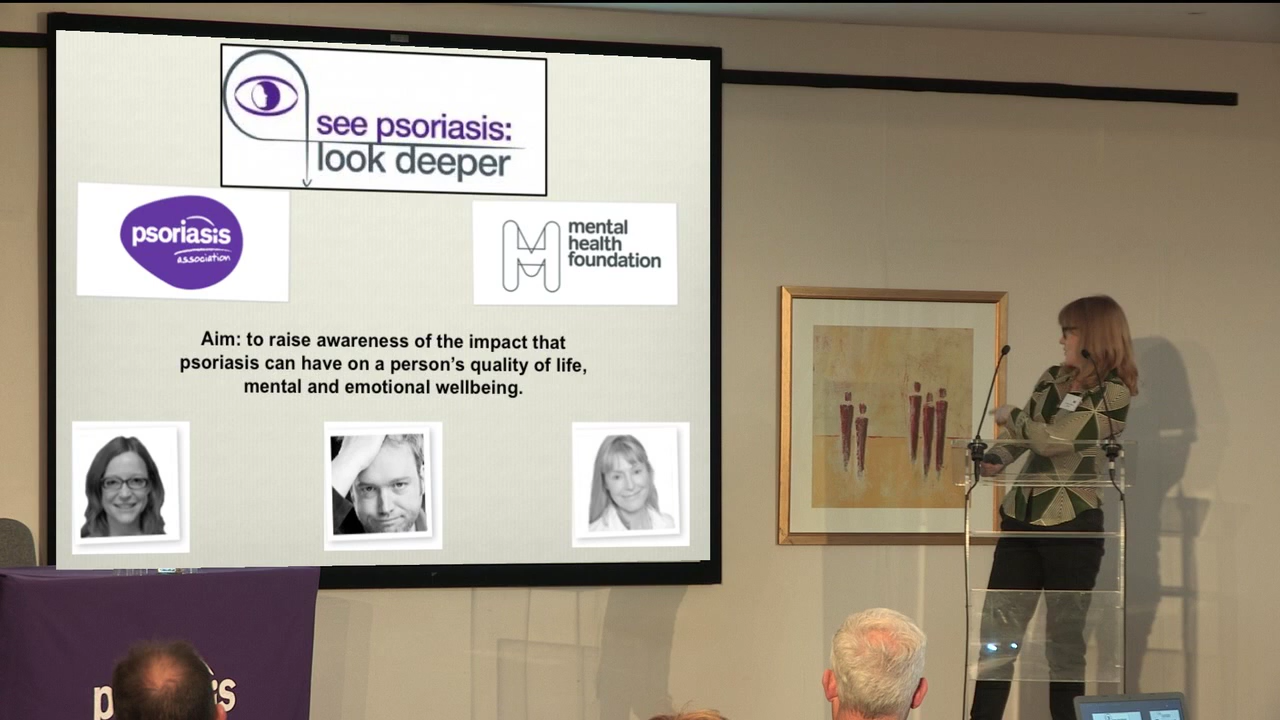 see psoriasis:
look deeper
psoriasis
association
mental
health
foundation
Aim: to raise awareness of the impact that
psoriasis can have on a person's quality of life,
mental and emotional wellbeing.